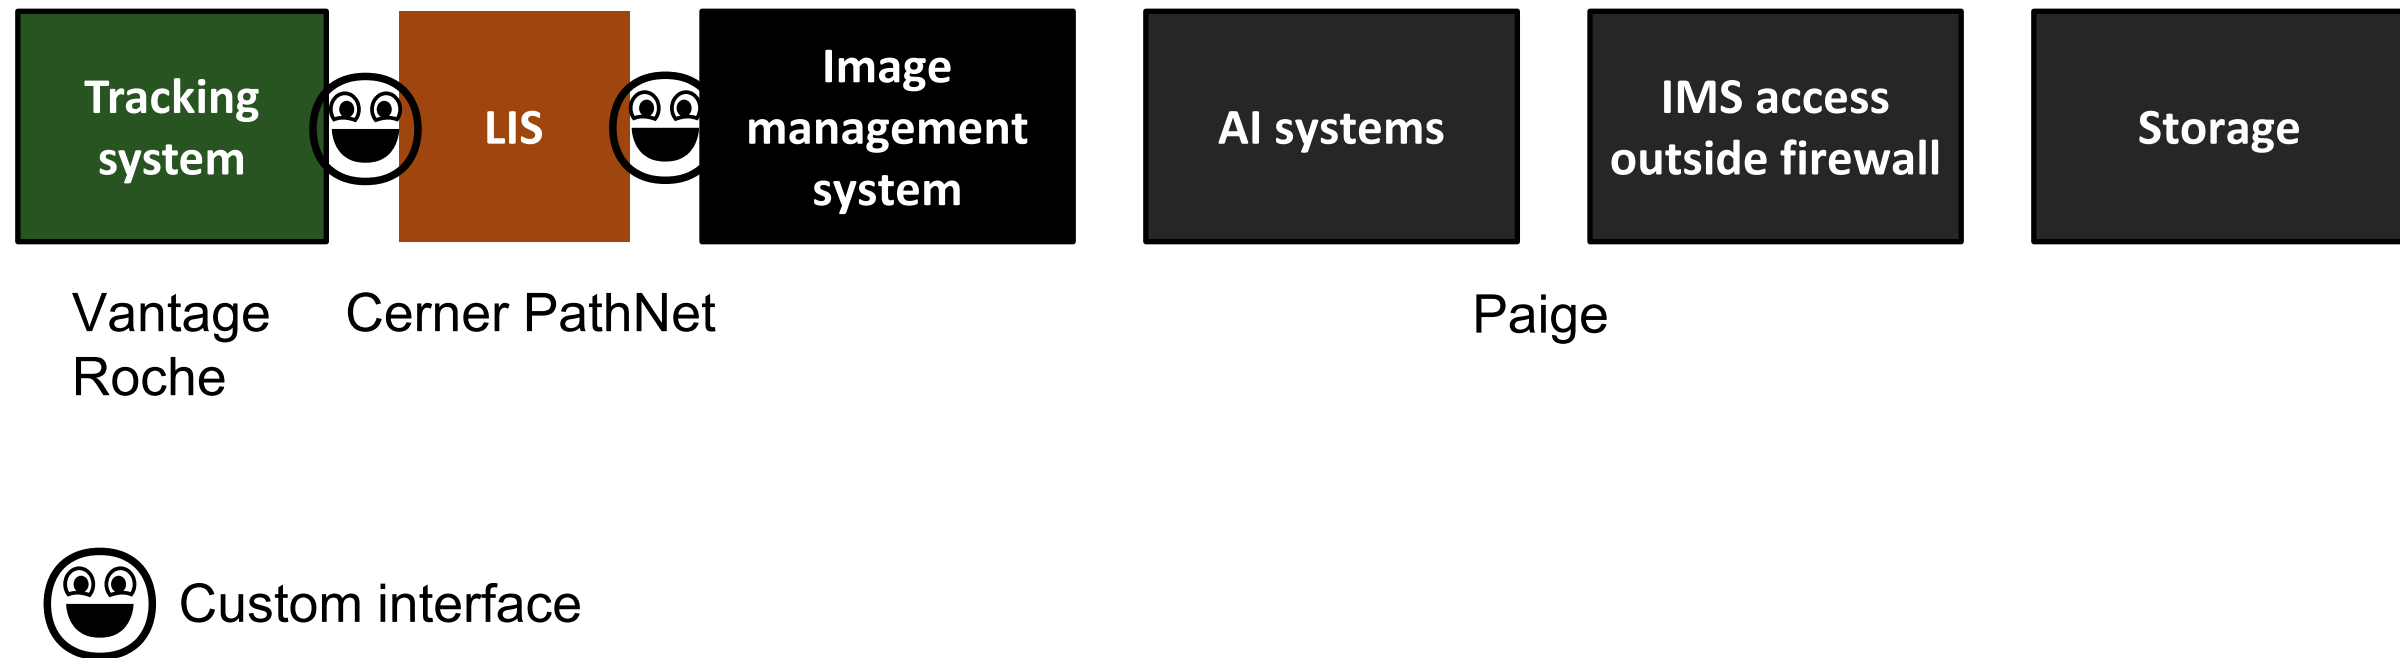 Tracking
system
LIS
Image
management
system
AI systems
IMS access
outside firewall
Storage
Vantage
Roche
Cerner PathNet
Paige
Custom interface